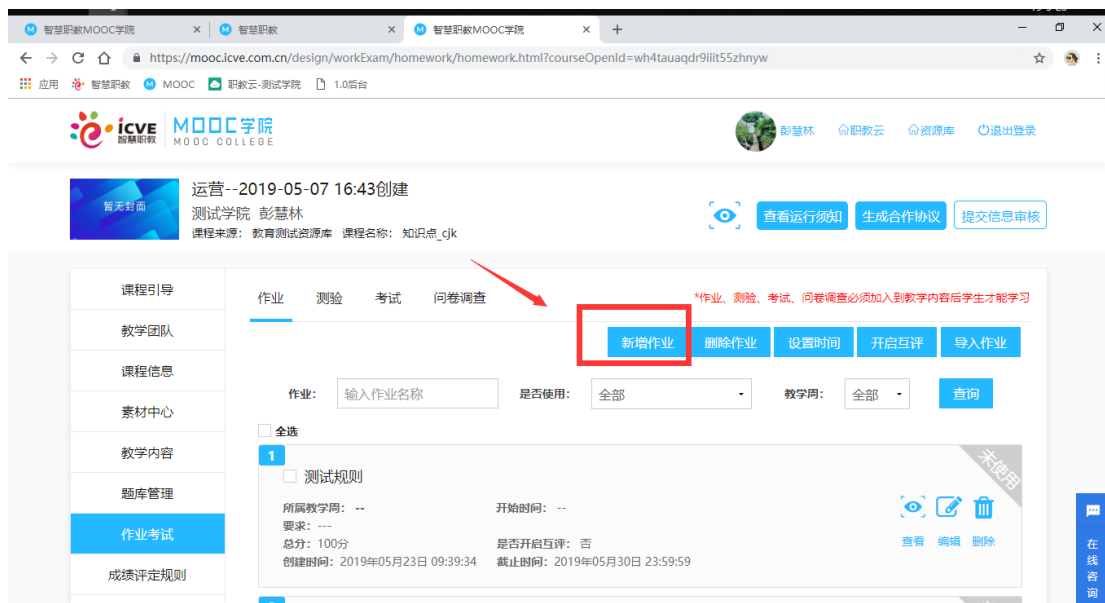 智慧职教MOOC学院 × 智慧职教 × 智慧职教MOOC学院 × +
https://mooc.icve.com.cn/design/workExam/homework/homework.html?courseOpenId=wh4tauaqdr9iiit55zhnyw
应用 智慧职教 MOOC 职教云-测试学院 1.0后台
icve 智慧职教 MOOC学院 MOOC COLLEGE 彭慧林 职教云 资源库 退出登录
运营--2019-05-07 16:43创建
暂无封面 测试学院 彭慧林 查看运行须知 生成合作协议 提交信息审核
课程来源: 教育测试资源库 课程名称: 知识点_cjk
课程引导
教学团队
课程信息
素材中心
教学内容
题库管理
作业考试
成绩评定规则
作业 测验 考试 问卷调查 *作业、测验、考试、问卷调查必须加入到教学内容后学生才能学习
新增作业 删除作业 设置时间 开启互评 导入作业
作业: 输入作业名称 是否使用: 全部 教学周: 全部 查询
全选
1 未使用
测试规则
所属教学周: -- 开始时间: --
要求: ---
总分: 100分 是否开启互评: 否
创建时间: 2019年05月23日 09:39:34 截止时间: 2019年05月30日 23:59:59
查看 编辑 删除
在线咨询